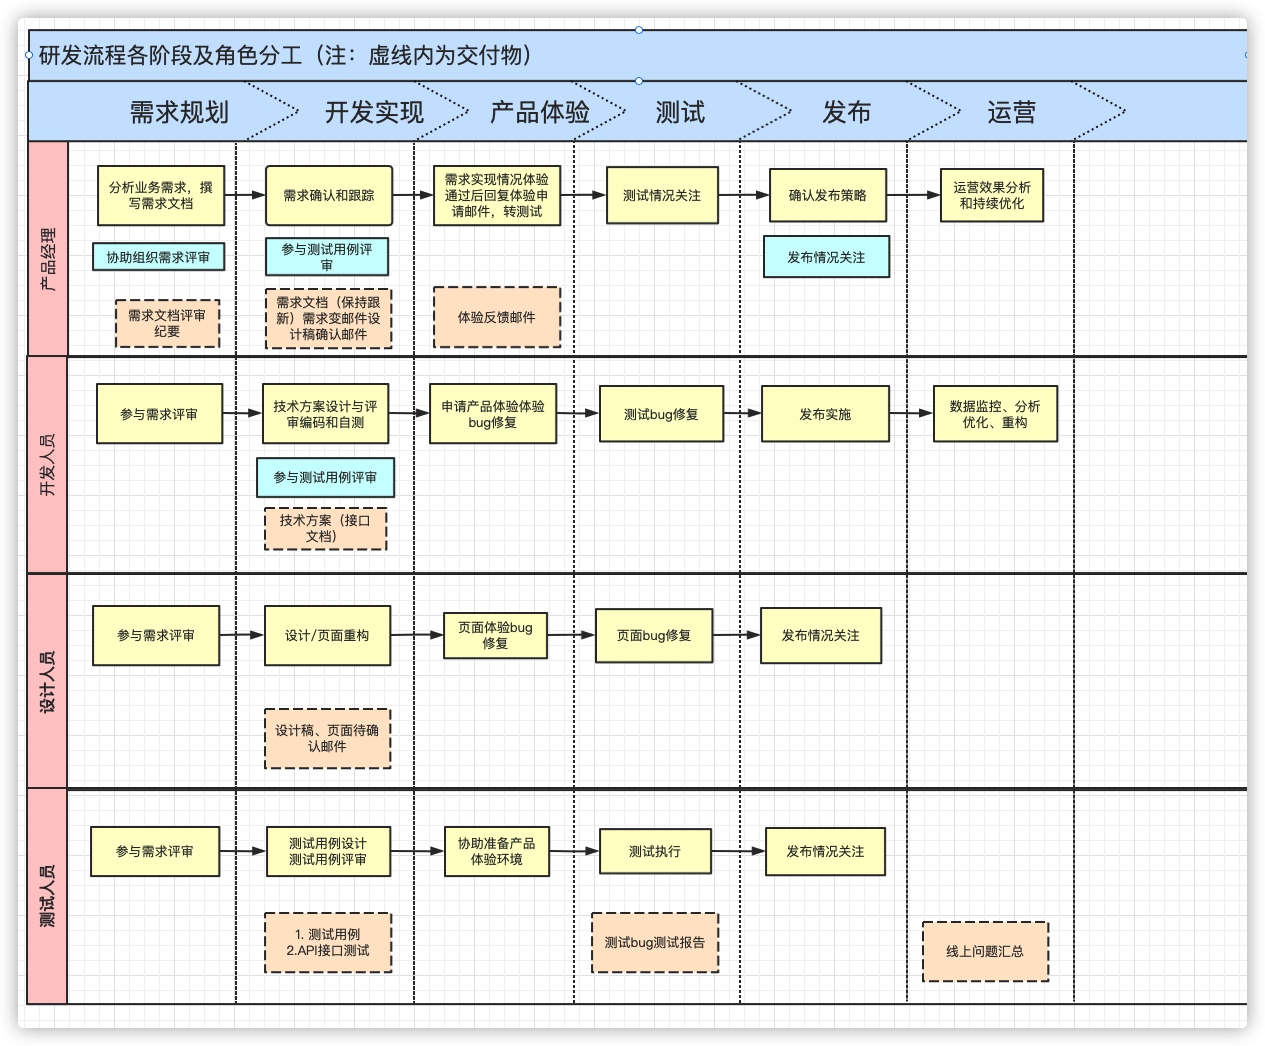 研发流程各阶段及角色分工（注：虚线内为交付物）
需求规划
开发实现
产品体验
测试
发布
运营
产品经理
分析业务需求，撰
写需求文档
需求确认和跟踪
需求实现情况体验
通过后回复体验申
请邮件，转测试
测试情况关注
确认发布策略
运营效果分析
和持续优化
协助组织需求评审
参与测试用例评
审
发布情况关注
需求文档评审
纪要
需求文档（保持跟
新）需求变邮件设
计稿确认邮件
体验反馈邮件
开发人员
参与需求评审
技术方案设计与评
审编码和自测
申请产品体验体验
bug修复
测试bug修复
发布实施
数据监控、分析
优化、重构
参与测试用例评审
技术方案（接口
文档）
设计人员
参与需求评审
设计/页面重构
页面体验bug
修复
页面bug修复
发布情况关注
设计稿、页面待确
认邮件
测试人员
参与需求评审
测试用例设计
测试用例评审
协助准备产品
体验环境
测试执行
发布情况关注
1. 测试用例
2.API接口测试
测试bug测试报告
线上问题汇总